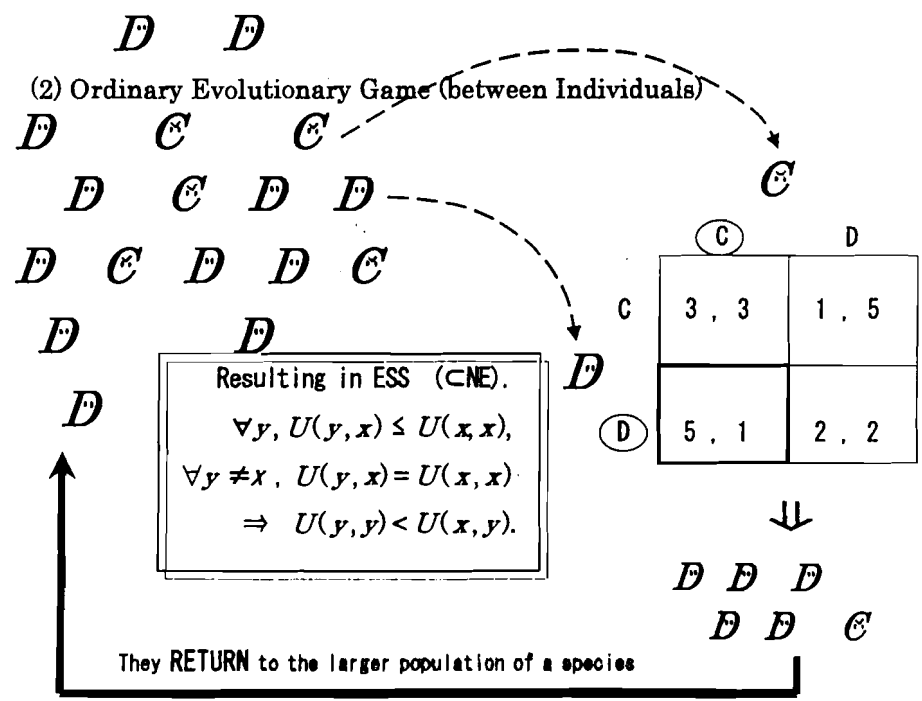 D D
(2) Ordinary Evolutionary Game (between Individuals)
D C C
C
D C D D
C D
D C D D C
C 3 , 3 1 , 5
D D
D
Resulting in ESS (⊂NE).
∀y, U(y,x) ≤ U(x,x),
∀y ≠x , U(y,x)= U(x,x)
⇒ U(y,y)< U(x,y).
D
D 5 , 1 2 , 2
⇓
D D D
D D C
They RETURN to the larger population of a species